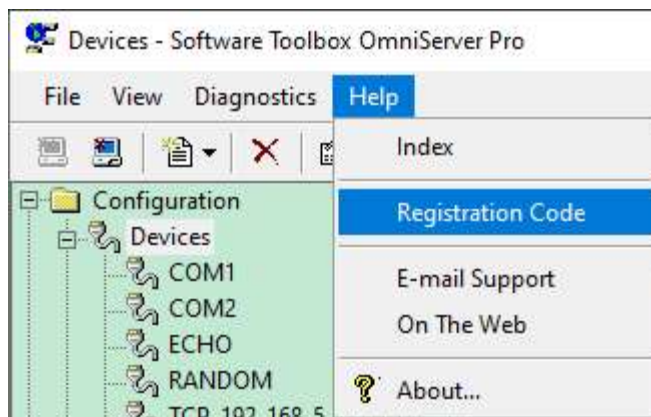 Devices - Software Toolbox OmniServer Pro
File View Diagnostics Help
Index
Registration Code
E-mail Support
On The Web
About...
Configuration
Devices
COM1
COM2
ECHO
RANDOM
TCP_192_168_5